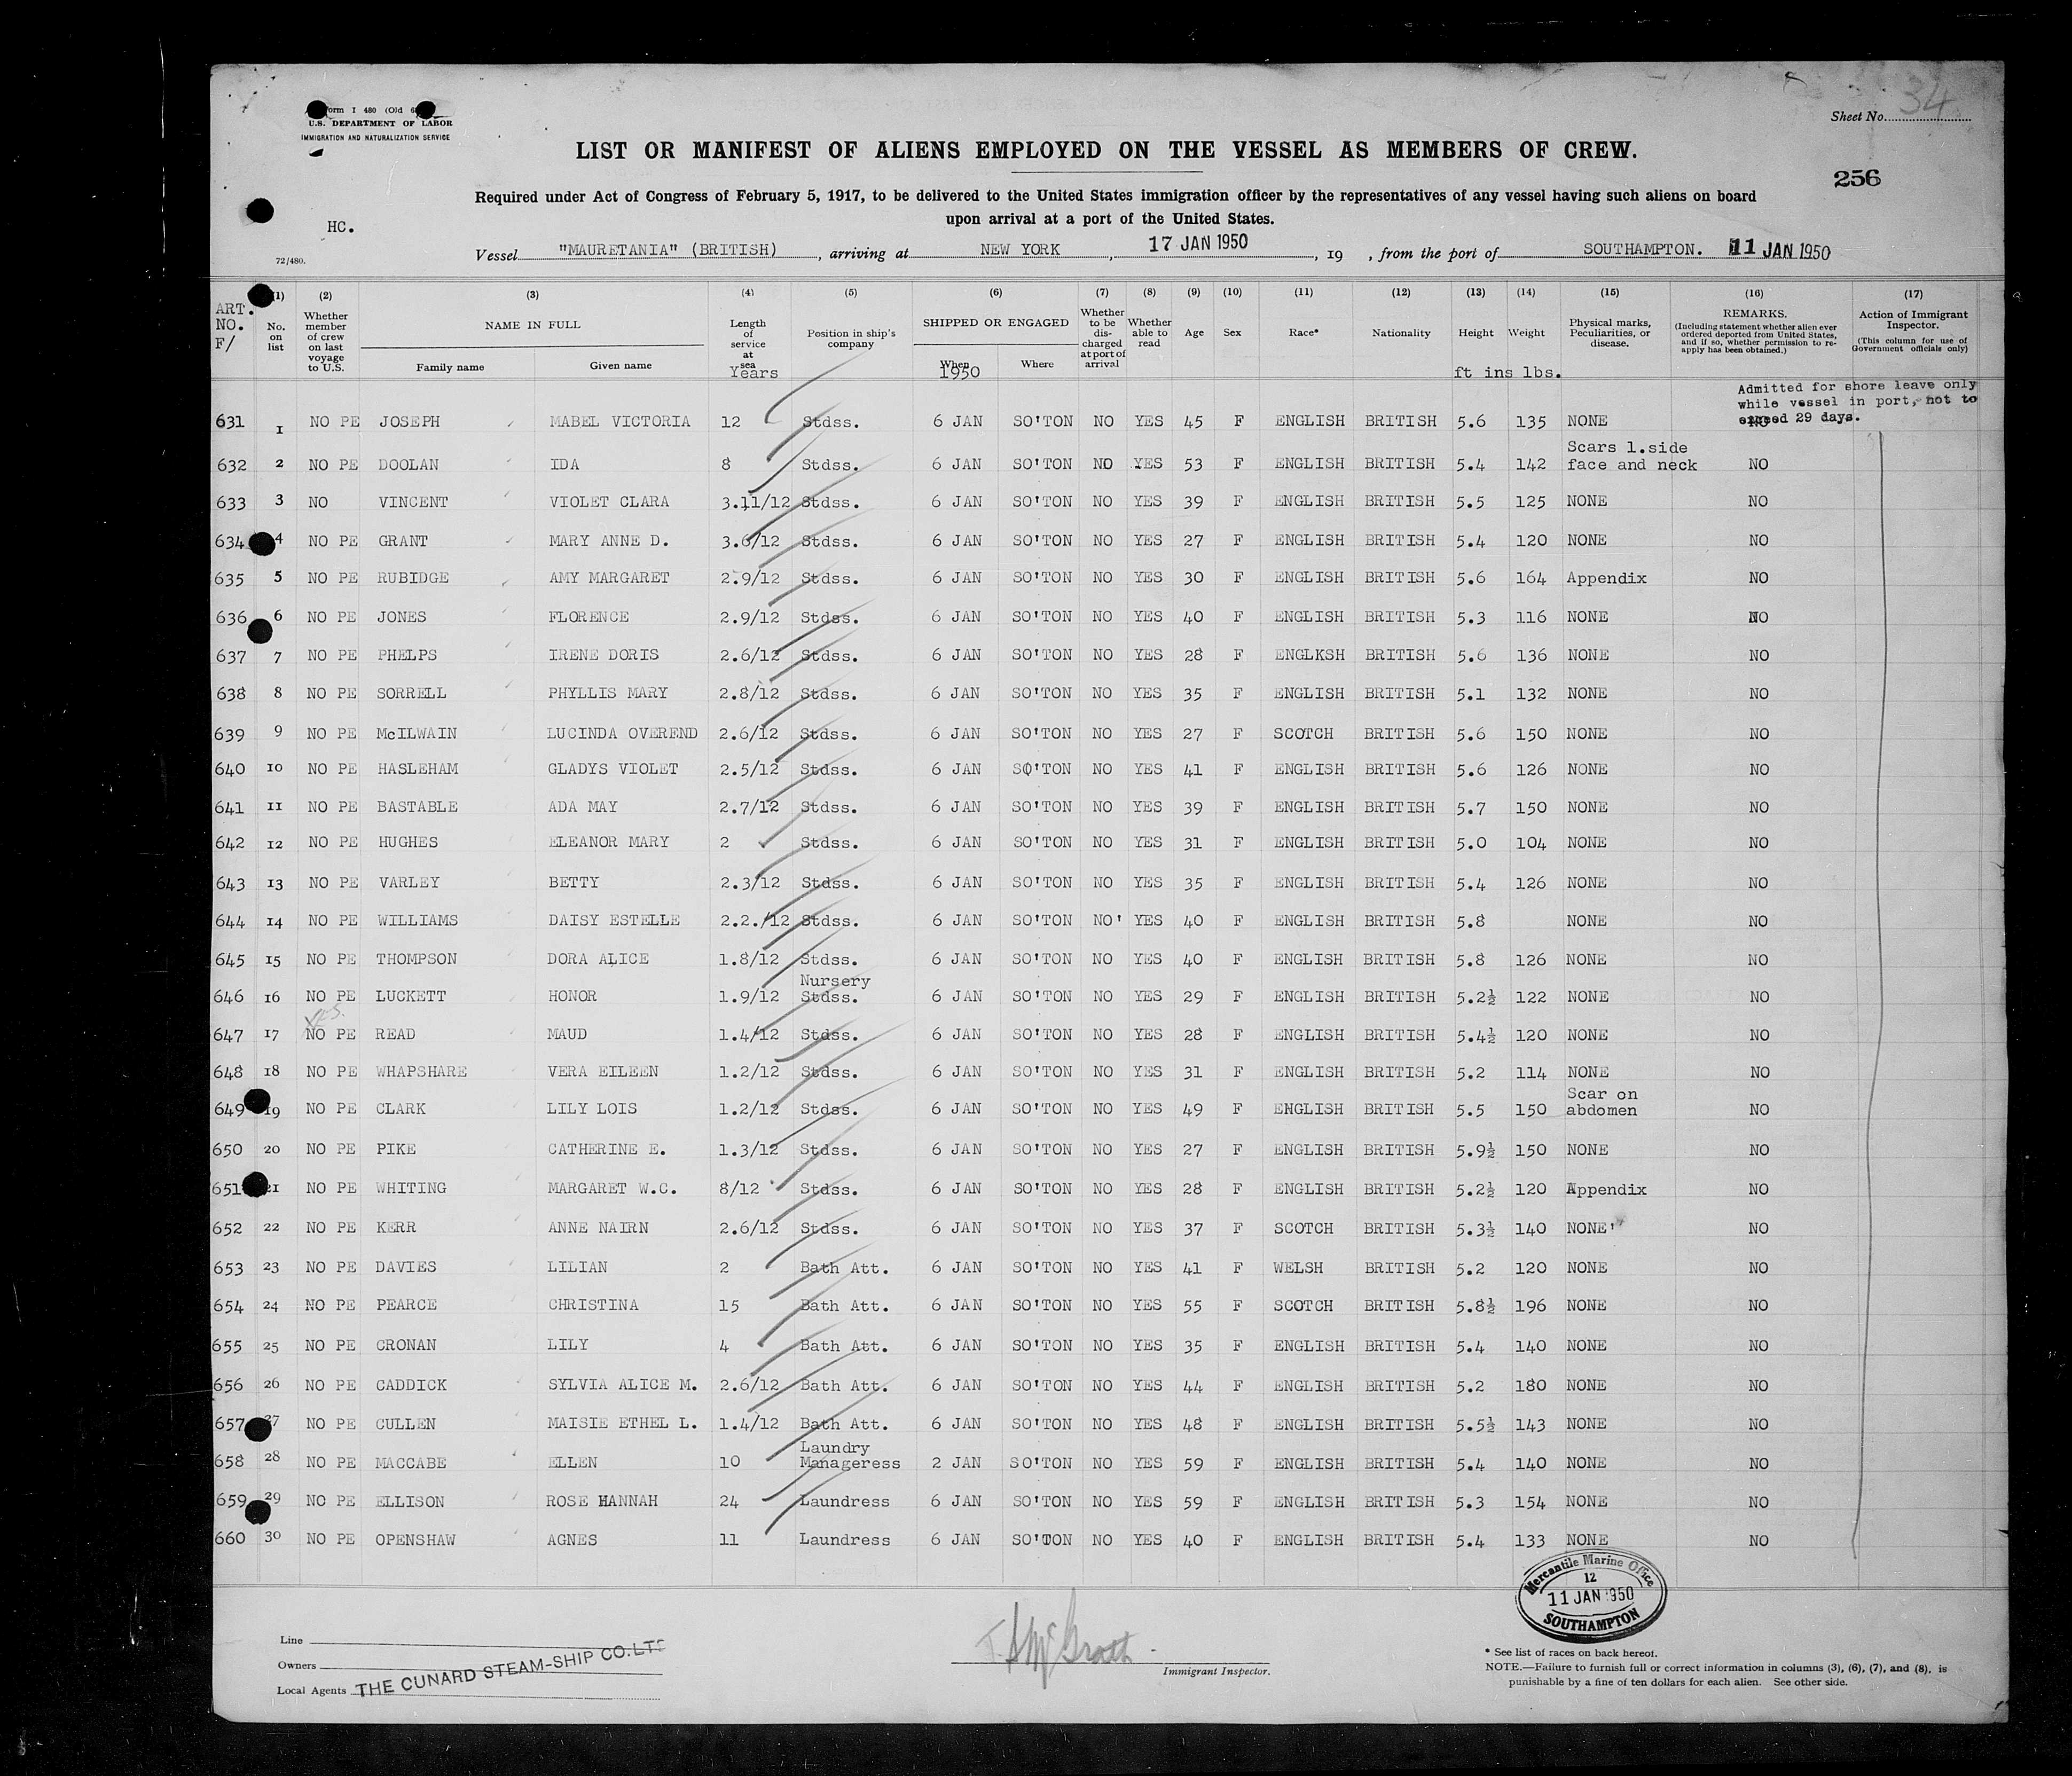 Form I 480 (Old 6
U.S. DEPARTMENT OF LABOR
IMMIGRATION AND NATURALIZATION SERVICE
Sheet No. 34
LIST OR MANIFEST OF ALIENS EMPLOYED ON THE VESSEL AS MEMBERS OF CREW.
256
Required under Act of Congress of February 5, 1917, to be delivered to the United States immigration officer by the representatives of any vessel having such aliens on board
upon arrival at a port of the United States.
HC.
72/480.
Vessel "MAURETANIA" (BRITISH), arriving at NEW YORK, 17 JAN 1950, 19 , from the port of SOUTHAMPTON. 11 JAN 1950
(1) (2) (3) (4) (5) (6) (7) (8) (9) (10) (11) (12) (13) (14) (15) (16) (17)
ART. NO. F/
No. on list
Whether member of crew on last voyage to U.S.
NAME IN FULL
Family name
Given name
Length of service at sea
Years
Position in ship's company
SHIPPED OR ENGAGED
When
1950
Where
Whether to be discharged at port of arrival
Whether able to read
Age
Sex
Race*
Nationality
Height
Weight
ft ins lbs.
Physical marks, Peculiarities, or disease.
REMARKS.
(Including statement whether alien ever ordered deported from United States, and if so, whether permission to re-apply has been obtained.)
Action of Immigrant Inspector.
(This column for use of Government officials only)
Admitted for shore leave only
while vessel in port, not to
exceed 29 days.
631 1 NO PE JOSEPH MABEL VICTORIA 12 Stdss. 6 JAN SO'TON NO YES 45 F ENGLISH BRITISH 5.6 135 NONE NO
632 2 NO PE DOOLAN IDA 8 Stdss. 6 JAN SO'TON NO YES 53 F ENGLISH BRITISH 5.4 142 Scars l.side face and neck NO
633 3 NO VINCENT VIOLET CLARA 3.11/12 Stdss. 6 JAN SO'TON NO YES 39 F ENGLISH BRITISH 5.5 125 NONE NO
634 4 NO PE GRANT MARY ANNE D. 3.6/12 Stdss. 6 JAN SO'TON NO YES 27 F ENGLISH BRITISH 5.4 120 NONE NO
635 5 NO PE RUBIDGE AMY MARGARET 2.9/12 Stdss. 6 JAN SO'TON NO YES 30 F ENGLISH BRITISH 5.6 164 Appendix NO
636 6 NO PE JONES FLORENCE 2.9/12 Stdss. 6 JAN SO'TON NO YES 40 F ENGLISH BRITISH 5.3 116 NONE NO
637 7 NO PE PHELPS IRENE DORIS 2.6/12 Stdss. 6 JAN SO'TON NO YES 28 F ENGLKSH BRITISH 5.6 136 NONE NO
638 8 NO PE SORRELL PHYLLIS MARY 2.8/12 Stdss. 6 JAN SO'TON NO YES 35 F ENGLISH BRITISH 5.1 132 NONE NO
639 9 NO PE McILWAIN LUCINDA OVEREND 2.6/12 Stdss. 6 JAN SO'TON NO YES 27 F SCOTCH BRITISH 5.6 150 NONE NO
640 10 NO PE HASLEHAM GLADYS VIOLET 2.5/12 Stdss. 6 JAN SO'TON NO YES 41 F ENGLISH BRITISH 5.6 126 NONE NO
641 11 NO PE BASTABLE ADA MAY 2.7/12 Stdss. 6 JAN SO'TON NO YES 39 F ENGLISH BRITISH 5.7 150 NONE NO
642 12 NO PE HUGHES ELEANOR MARY 2 Stdss. 6 JAN SO'TON NO YES 31 F ENGLISH BRITISH 5.0 104 NONE NO
643 13 NO PE VARLEY BETTY 2.3/12 Stdss. 6 JAN SO'TON NO YES 35 F ENGLISH BRITISH 5.4 126 NONE NO
644 14 NO PE WILLIAMS DAISY ESTELLE 2.2./12 Stdss. 6 JAN SO'TON NO' YES 40 F ENGLISH BRITISH 5.8 NONE NO
645 15 NO PE THOMPSON DORA ALICE 1.8/12 Stdss. 6 JAN SO'TON NO YES 40 F ENGLISH BRITISH 5.8 126 NONE NO
646 16 NO PE LUCKETT HONOR 1.9/12 Nursery Stdss. 6 JAN SO'TON NO YES 29 F ENGLISH BRITISH 5.2½ 122 NONE NO
yes.
647 17 NO PE READ MAUD 1.4/12 Stdss. 6 JAN SO'TON NO YES 28 F ENGLISH BRITISH 5.4½ 120 NONE NO
648 18 NO PE WHAPSHARE VERA EILEEN 1.2/12 Stdss. 6 JAN SO'TON NO YES 31 F ENGLISH BRITISH 5.2 114 NONE NO
649 19 NO PE CLARK LILY LOIS 1.2/12 Stdss. 6 JAN SO'TON NO YES 49 F ENGLISH BRITISH 5.5 150 Scar on abdomen NO
650 20 NO PE PIKE CATHERINE E. 1.3/12 Stdss. 6 JAN SO'TON NO YES 27 F ENGLISH BRITISH 5.9½ 150 NONE NO
651 21 NO PE WHITING MARGARET W.C. 8/12 Stdss. 6 JAN SO'TON NO YES 28 F ENGLISH BRITISH 5.2½ 120 Appendix NO
652 22 NO PE KERR ANNE NAIRN 2.6/12 Stdss. 6 JAN SO'TON NO YES 37 F SCOTCH BRITISH 5.3½ 140 NONE' NO
653 23 NO PE DAVIES LILIAN 2 Bath Att. 6 JAN SO'TON NO YES 41 F WELSH BRITISH 5.2 120 NONE NO
654 24 NO PE PEARCE CHRISTINA 15 Bath Att. 6 JAN SO'TON NO YES 55 F SCOTCH BRITISH 5.8½ 196 NONE NO
655 25 NO PE CRONAN LILY 4 Bath Att. 6 JAN SO'TON NO YES 35 F ENGLISH BRITISH 5.4 140 NONE NO
656 26 NO PE CADDICK SYLVIA ALICE M. 2.6/12 Bath Att. 6 JAN SO'TON NO YES 44 F ENGLISH BRITISH 5.2 180 NONE NO
657 27 NO PE CULLEN MAISIE ETHEL L. 1.4/12 Bath Att. 6 JAN SO'TON NO YES 48 F ENGLISH BRITISH 5.5½ 143 NONE NO
658 28 NO PE MACCABE ELLEN 10 Laundry Manageress 2 JAN SO'TON NO YES 59 F ENGLISH BRITISH 5.4 140 NONE NO
659 29 NO PE ELLISON ROSE HANNAH 24 Laundress 6 JAN SO'TON NO YES 59 F ENGLISH BRITISH 5.3 154 NONE NO
660 30 NO PE OPENSHAW AGNES 11 Laundress 6 JAN SO'TON NO YES 40 F ENGLISH BRITISH 5.4 133 NONE NO
Mercantile Marine Office
12
11 JAN 1950
SOUTHAMPTON
Line
Owners
Local Agents THE CUNARD STEAM-SHIP CO. LTD
Immigrant Inspector.
* See list of races on back hereof.
NOTE.—Failure to furnish full or correct information in columns (3), (6), (7), and (8), is
punishable by a fine of ten dollars for each alien. See other side.